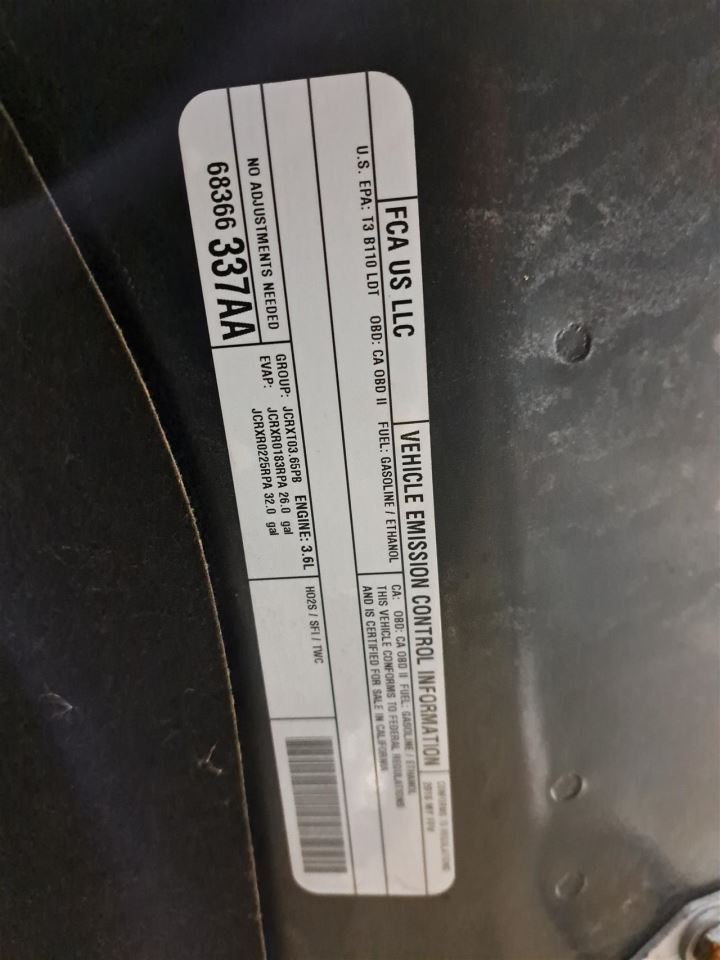 FCA US LLC
VEHICLE EMISSION CONTROL INFORMATION
CONFORMS TO REGULATIONS
U.S. EPA: T3 B110 LDT OBD: CA OBD II FUEL: GASOLINE / ETHANOL
CA: OBD: CA OBD II FUEL: GASOLINE / ETHANOL
THIS VEHICLE CONFORMS TO FEDERAL REGULATIONS
AND IS CERTIFIED FOR SALE IN CALIFORNIA
NO ADJUSTMENTS NEEDED
68366 337AA
GROUP: JCRXT03.65PB ENGINE: 3.6L
EVAP: JCRXR0183RPA 26.0 gal
JCRXR0225RPA 32.0 gal
HO2S / SFI / TWC